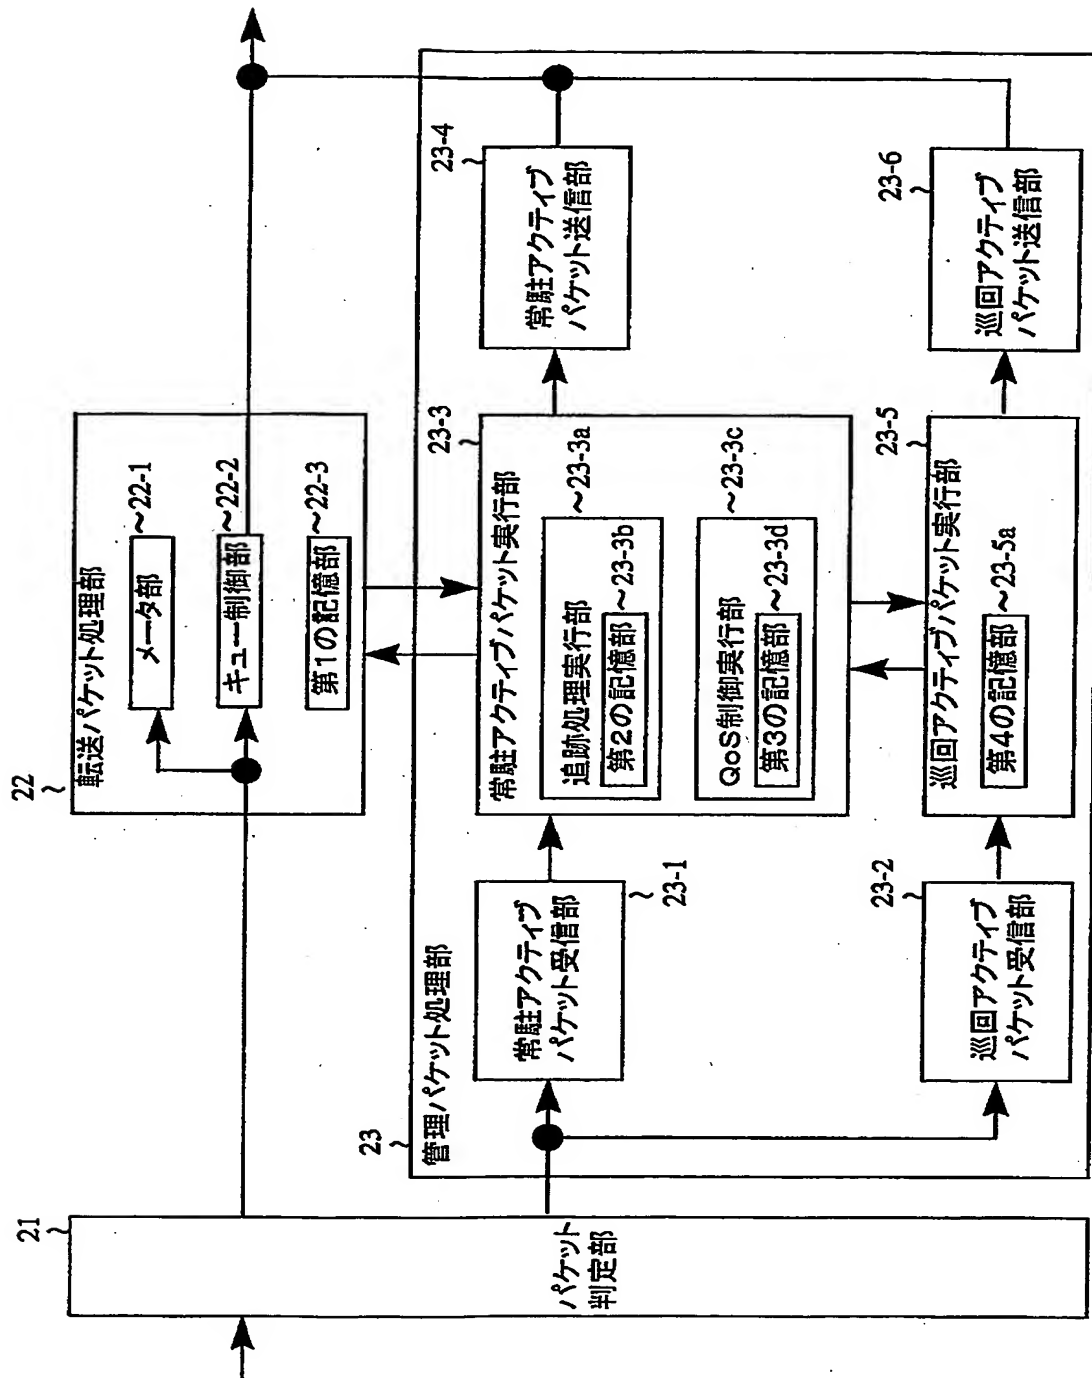 21
パケット
判定部
22
転送パケット処理部
メータ部
~22-1
キュー制御部
~22-2
第1の記憶部
~22-3
23
管理パケット処理部
常駐アクティブ
パケット受信部
23-1
巡回アクティブ
パケット受信部
23-2
常駐アクティブパケット実行部
23-3
追跡処理実行部
~23-3a
第2の記憶部
~23-3b
QoS制御実行部
~23-3c
第3の記憶部
~23-3d
常駐アクティブ
パケット送信部
23-4
巡回アクティブパケット実行部
23-5
第4の記憶部
~23-5a
巡回アクティブ
パケット送信部
23-6